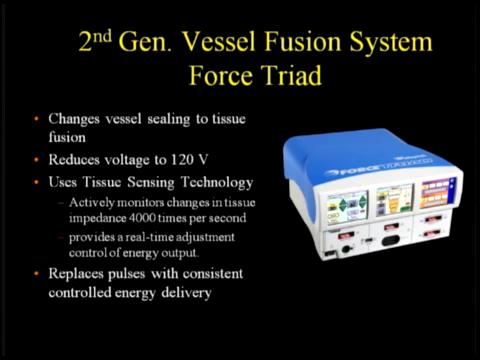 2nd Gen. Vessel Fusion System
Force Triad
• Changes vessel sealing to tissue
fusion
• Reduces voltage to 120 V
• Uses Tissue Sensing Technology
– Actively monitors changes in tissue
impedance 4000 times per second
– provides a real-time adjustment
control of energy output.
• Replaces pulses with consistent
controlled energy delivery
FORCE TRIAD